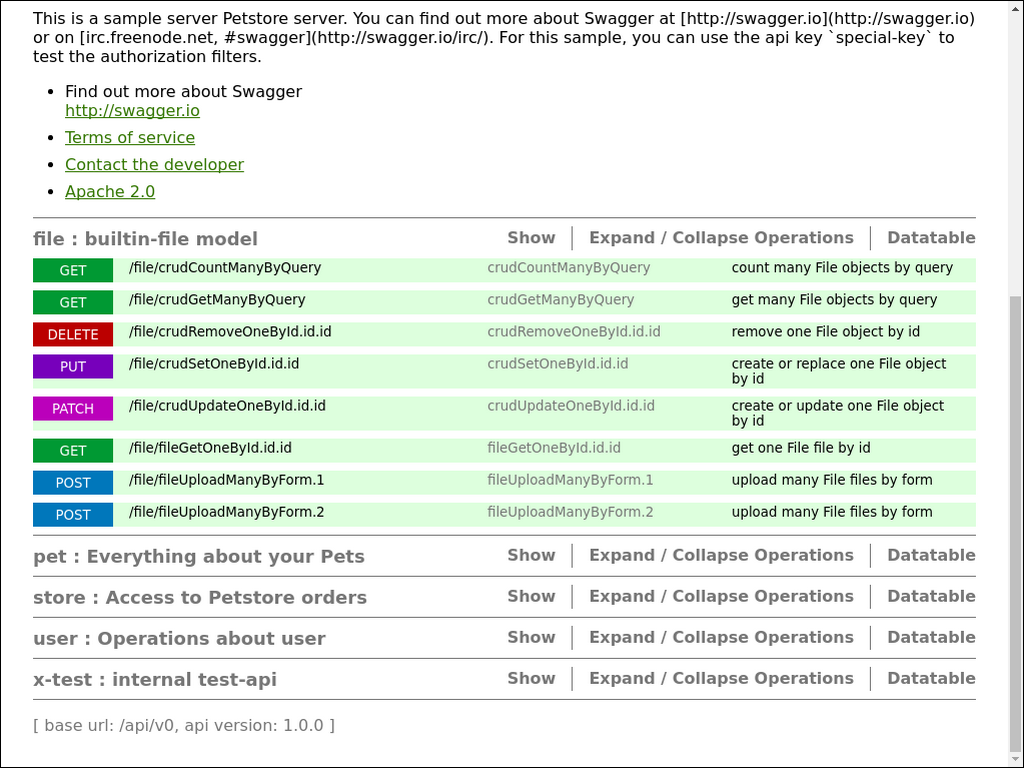 This is a sample server Petstore server. You can find out more about Swagger at [http://swagger.io](http://swagger.io)
or on [irc.freenode.net, #swagger](http://swagger.io/irc/). For this sample, you can use the api key `special-key` to
test the authorization filters.
• Find out more about Swagger
http://swagger.io
• Terms of service
• Contact the developer
• Apache 2.0
file : builtin-file model Show Expand / Collapse Operations Datatable
GET /file/crudCountManyByQuery crudCountManyByQuery count many File objects by query
GET /file/crudGetManyByQuery crudGetManyByQuery get many File objects by query
DELETE /file/crudRemoveOneById.id.id crudRemoveOneById.id.id remove one File object by id
PUT /file/crudSetOneById.id.id crudSetOneById.id.id create or replace one File object
by id
PATCH /file/crudUpdateOneById.id.id crudUpdateOneById.id.id create or update one File object
by id
GET /file/fileGetOneById.id.id fileGetOneById.id.id get one File file by id
POST /file/fileUploadManyByForm.1 fileUploadManyByForm.1 upload many File files by form
POST /file/fileUploadManyByForm.2 fileUploadManyByForm.2 upload many File files by form
pet : Everything about your Pets Show Expand / Collapse Operations Datatable
store : Access to Petstore orders Show Expand / Collapse Operations Datatable
user : Operations about user Show Expand / Collapse Operations Datatable
x-test : internal test-api Show Expand / Collapse Operations Datatable
[ base url: /api/v0, api version: 1.0.0 ]